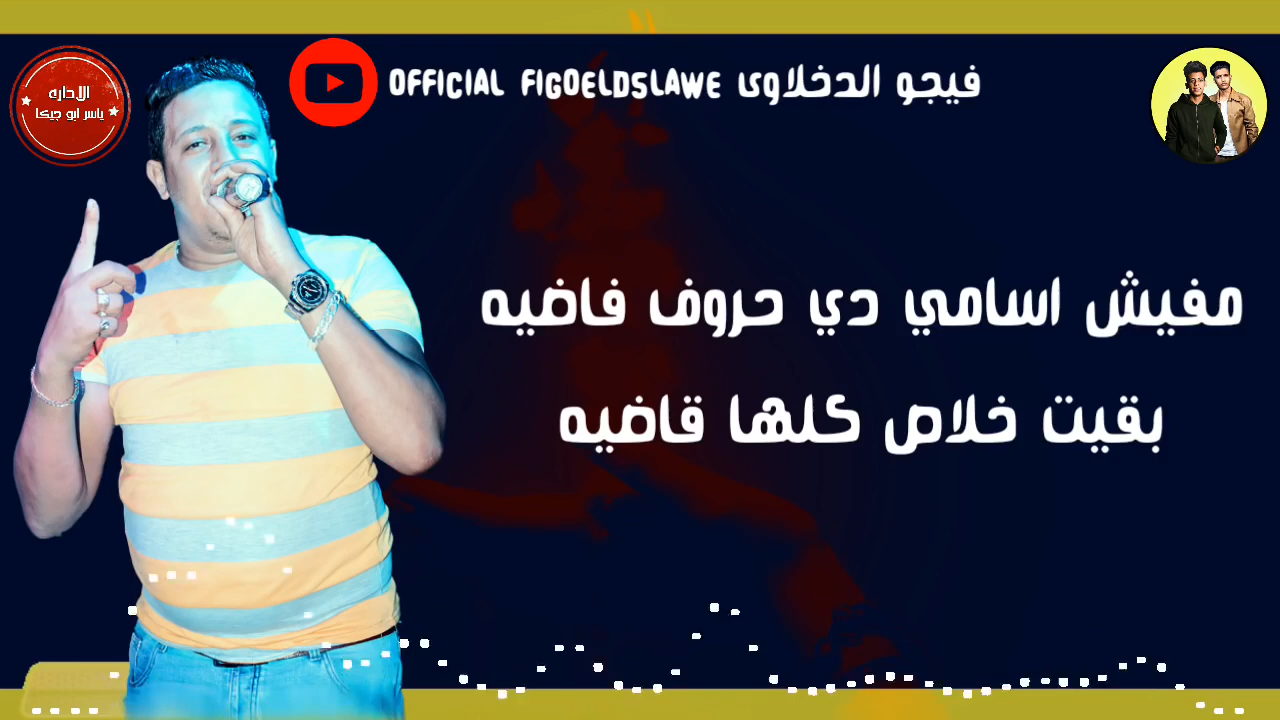 الاداره
ياسر ابو جيكا
OFFICIAL FIGOELDSLAWE فيجو الدخلاوى
مفيش اسامي دي حروف فاضيه
بقيت خلاص كلها قاضيه